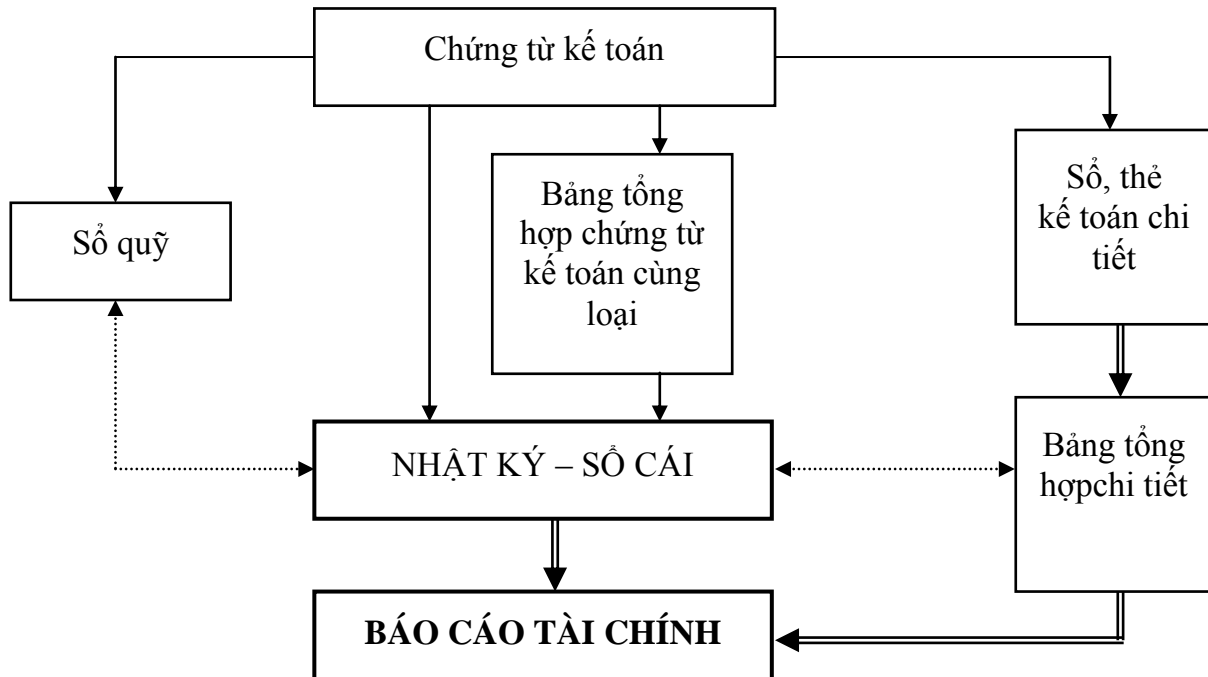 Chứng từ kế toán
Sổ quỹ
Bảng tổng
hợp chứng từ
kế toán cùng
loại
Sổ, thẻ
kế toán chi
tiết
NHẬT KÝ – SỔ CÁI
Bảng tổng
hợpchi tiết
BÁO CÁO TÀI CHÍNH